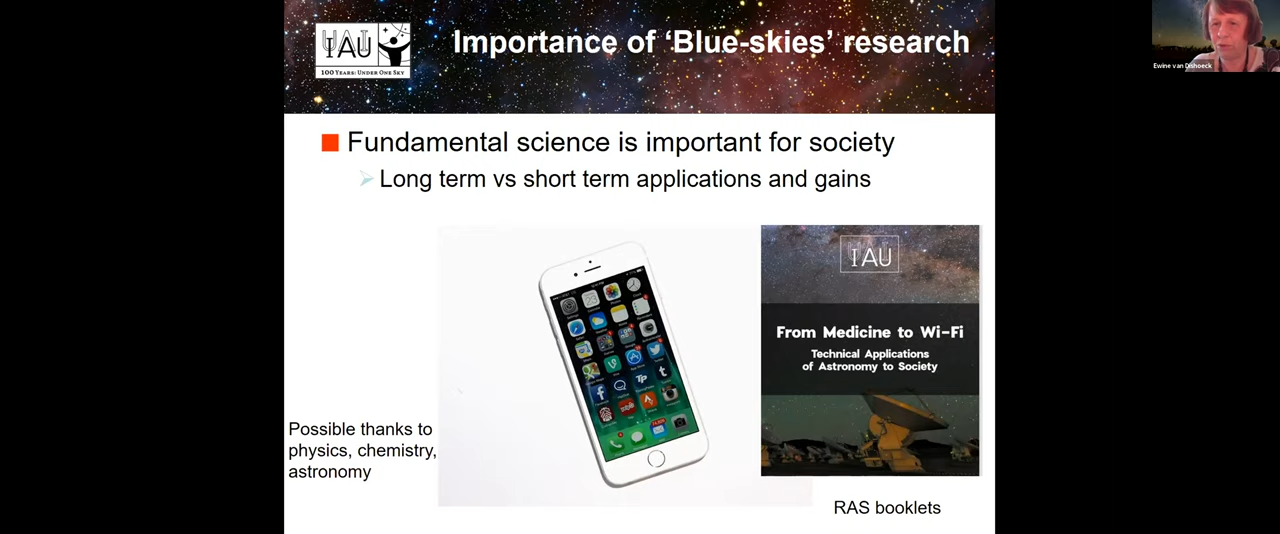 IAU
100 YEARS: UNDER ONE SKY
Importance of ‘Blue-skies’ research
Ewine van Dishoeck
Fundamental science is important for society
Long term vs short term applications and gains
IAU
From Medicine to Wi-Fi
Technical Applications
of Astronomy to Society
Possible thanks to
physics, chemistry,
astronomy
RAS booklets